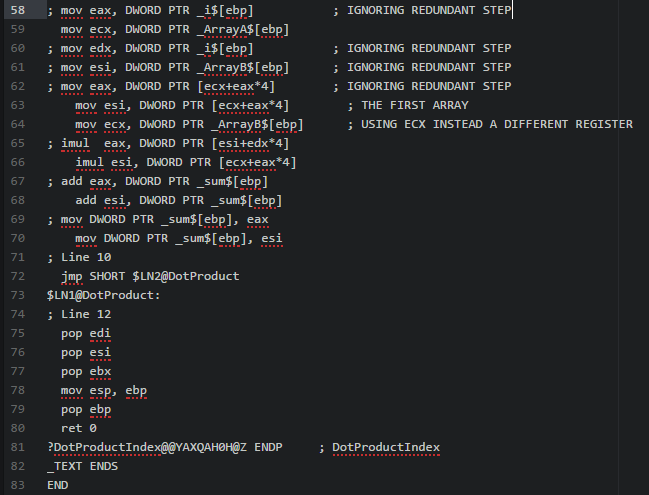 58 ; mov eax, DWORD PTR _i$[ebp] ; IGNORING REDUNDANT STEP
59 mov ecx, DWORD PTR _ArrayA$[ebp]
60 ; mov edx, DWORD PTR _i$[ebp] ; IGNORING REDUNDANT STEP
61 ; mov esi, DWORD PTR _ArrayB$[ebp] ; IGNORING REDUNDANT STEP
62 ; mov eax, DWORD PTR [ecx+eax*4] ; IGNORING REDUNDANT STEP
63 mov esi, DWORD PTR [ecx+eax*4] ; THE FIRST ARRAY
64 mov ecx, DWORD PTR _ArrayB$[ebp] ; USING ECX INSTEAD A DIFFERENT REGISTER
65 ; imul eax, DWORD PTR [esi+edx*4]
66 imul esi, DWORD PTR [ecx+eax*4]
67 ; add eax, DWORD PTR _sum$[ebp]
68 add esi, DWORD PTR _sum$[ebp]
69 ; mov DWORD PTR _sum$[ebp], eax
70 mov DWORD PTR _sum$[ebp], esi
71 ; Line 10
72 jmp SHORT $LN2@DotProduct
73 $LN1@DotProduct:
74 ; Line 12
75 pop edi
76 pop esi
77 pop ebx
78 mov esp, ebp
79 pop ebp
80 ret 0
81 ?DotProductIndex@@YAXQAH0H@Z ENDP ; DotProductIndex
82 _TEXT ENDS
83 END